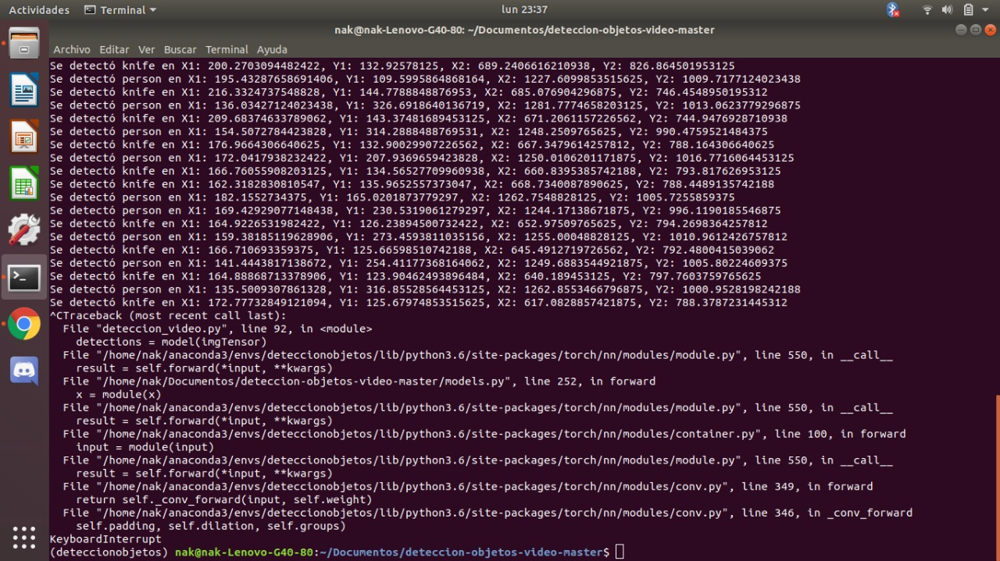 Actividades Terminal lun 23:37
nak@nak-Lenovo-G40-80: ~/Documentos/deteccion-objetos-video-master
Archivo Editar Ver Buscar Terminal Ayuda
Se detectó knife en X1: 200.2703094482422, Y1: 132.92578125, X2: 689.2406616210938, Y2: 826.864501953125
Se detectó person en X1: 195.43287658691406, Y1: 109.5995864868164, X2: 1227.6099853515625, Y2: 1009.7177124023438
Se detectó knife en X1: 216.3324737548828, Y1: 144.7788848876953, X2: 685.076904296875, Y2: 746.4548950195312
Se detectó person en X1: 136.03427124023438, Y1: 326.6918640136719, X2: 1281.7774658203125, Y2: 1013.0623779296875
Se detectó knife en X1: 209.68374633789062, Y1: 143.37481689453125, X2: 671.2061157226562, Y2: 744.9476928710938
Se detectó person en X1: 154.5072784423828, Y1: 314.2888488769531, X2: 1248.2509765625, Y2: 990.4759521484375
Se detectó knife en X1: 176.9664306640625, Y1: 132.90029907226562, X2: 667.3479614257812, Y2: 788.164306640625
Se detectó person en X1: 172.0417938232422, Y1: 207.9369659423828, X2: 1250.0106201171875, Y2: 1016.7716064453125
Se detectó knife en X1: 166.76055908203125, Y1: 134.56527709960938, X2: 660.8395385742188, Y2: 793.817626953125
Se detectó knife en X1: 162.3182830810547, Y1: 135.9652557373047, X2: 668.7340087890625, Y2: 788.4489135742188
Se detectó person en X1: 182.1552734375, Y1: 165.0201873779297, X2: 1262.7548828125, Y2: 1005.7255859375
Se detectó person en X1: 169.42929077148438, Y1: 230.5319061279297, X2: 1244.17138671875, Y2: 996.1190185546875
Se detectó knife en X1: 164.9226531982422, Y1: 126.23894500732422, X2: 652.97509765625, Y2: 794.2698364257812
Se detectó person en X1: 159.38185119628906, Y1: 273.4593811035156, X2: 1255.00048828125, Y2: 1010.9612426757812
Se detectó knife en X1: 166.710693359375, Y1: 125.66598510742188, X2: 645.4912719726562, Y2: 792.4800415039062
Se detectó person en X1: 141.4443817138672, Y1: 254.41177368164062, X2: 1249.6883544921875, Y2: 1005.80224609375
Se detectó knife en X1: 164.88868713378906, Y1: 123.90462493896484, X2: 640.189453125, Y2: 797.7603759765625
Se detectó person en X1: 135.5009307861328, Y1: 316.85528564453125, X2: 1262.8553466796875, Y2: 1000.9528198242188
Se detectó knife en X1: 172.77732849121094, Y1: 125.67974853515625, X2: 617.0828857421875, Y2: 788.3787231445312
^CTraceback (most recent call last):
File "deteccion_video.py", line 92, in <module>
detections = model(imgTensor)
File "/home/nak/anaconda3/envs/deteccionobjetos/lib/python3.6/site-packages/torch/nn/modules/module.py", line 550, in __call__
result = self.forward(*input, **kwargs)
File "/home/nak/Documentos/deteccion-objetos-video-master/models.py", line 252, in forward
x = module(x)
File "/home/nak/anaconda3/envs/deteccionobjetos/lib/python3.6/site-packages/torch/nn/modules/module.py", line 550, in __call__
result = self.forward(*input, **kwargs)
File "/home/nak/anaconda3/envs/deteccionobjetos/lib/python3.6/site-packages/torch/nn/modules/container.py", line 100, in forward
input = module(input)
File "/home/nak/anaconda3/envs/deteccionobjetos/lib/python3.6/site-packages/torch/nn/modules/module.py", line 550, in __call__
result = self.forward(*input, **kwargs)
File "/home/nak/anaconda3/envs/deteccionobjetos/lib/python3.6/site-packages/torch/nn/modules/conv.py", line 349, in forward
return self._conv_forward(input, self.weight)
File "/home/nak/anaconda3/envs/deteccionobjetos/lib/python3.6/site-packages/torch/nn/modules/conv.py", line 346, in _conv_forward
self.padding, self.dilation, self.groups)
KeyboardInterrupt
(deteccionobjetos) nak@nak-Lenovo-G40-80:~/Documentos/deteccion-objetos-video-master$